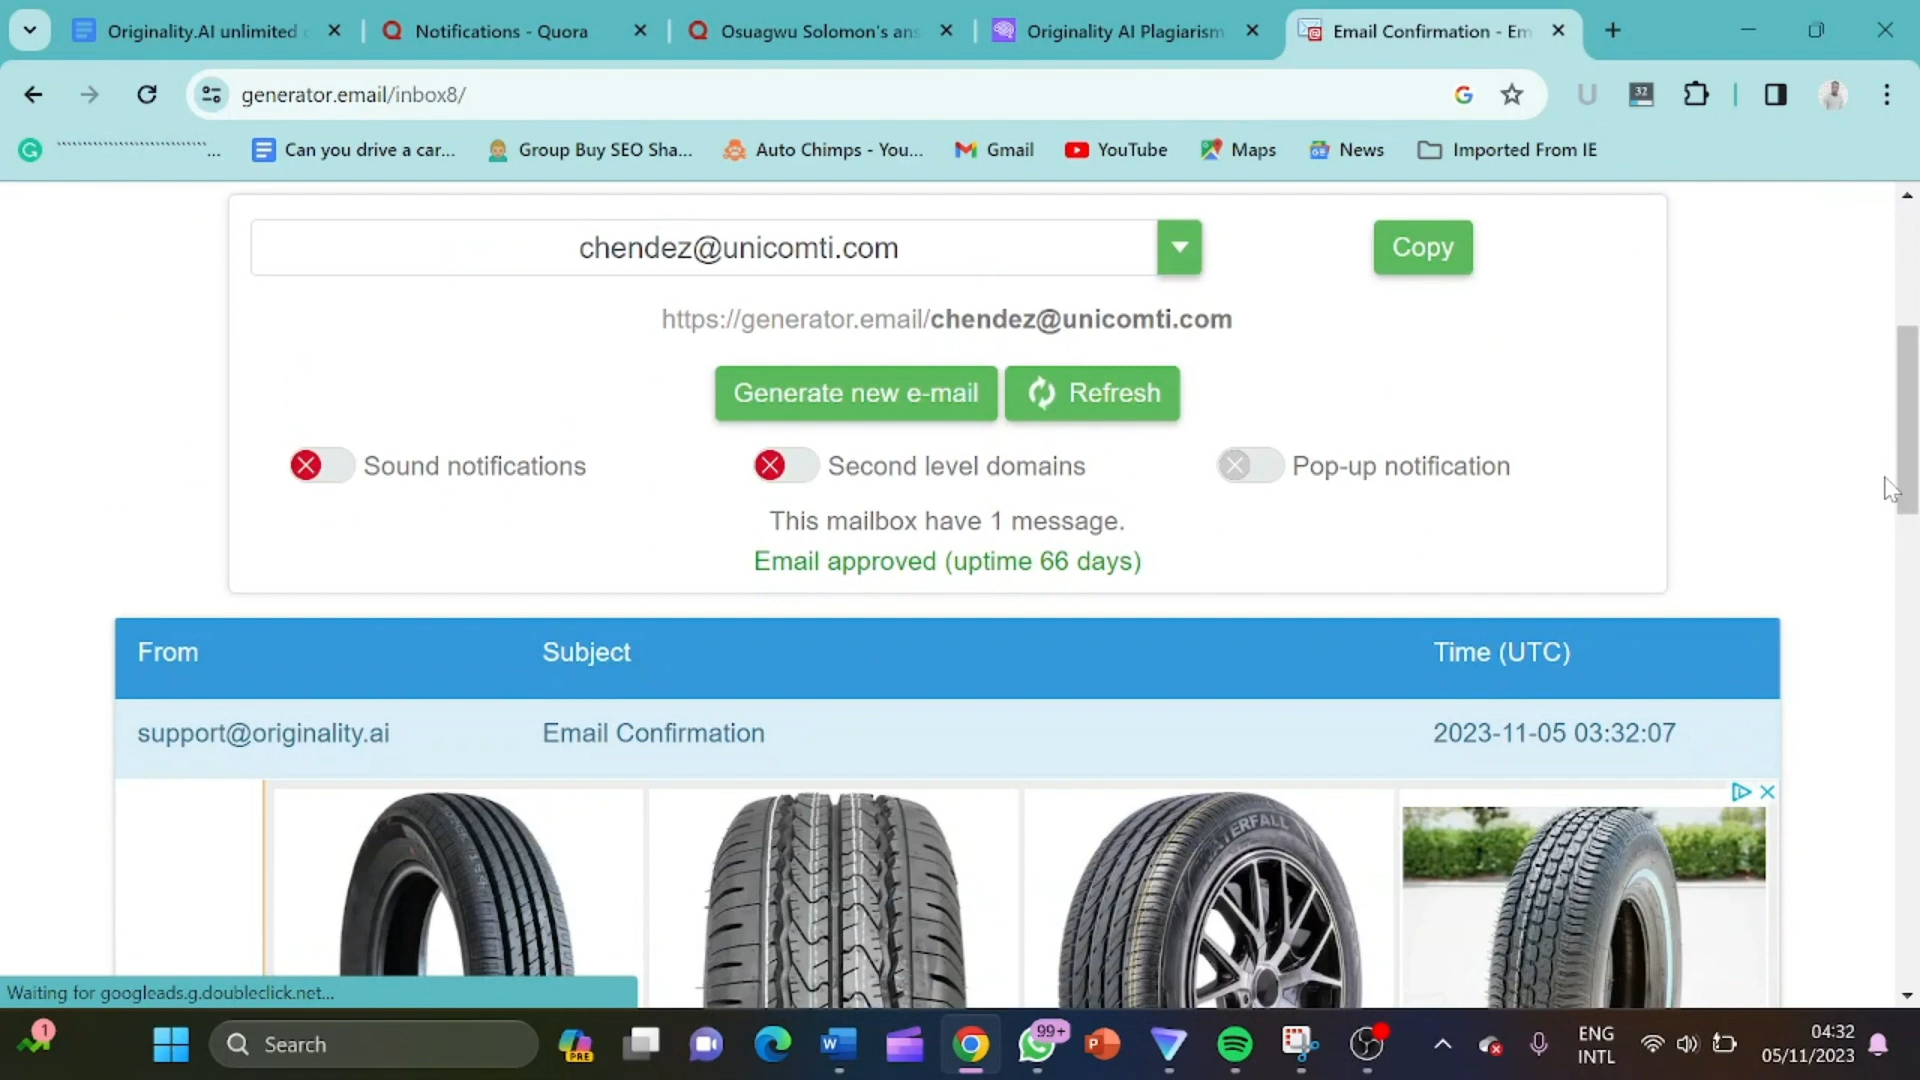 Originality.AI unlimited
Notifications - Quora
Osuagwu Solomon's ans
Originality AI Plagiarism
Email Confirmation - Em
generator.email/inbox8/
32
Can you drive a car...
Group Buy SEO Sha...
Auto Chimps - You...
Gmail
YouTube
Maps
News
Imported From IE
chendez@unicomti.com
Copy
https://generator.email/chendez@unicomti.com
Generate new e-mail
Refresh
Sound notifications
Second level domains
Pop-up notification
This mailbox have 1 message.
Email approved (uptime 66 days)
From Subject Time (UTC)
support@originality.ai Email Confirmation 2023-11-05 03:32:07
Waiting for googleads.g.doubleclick.net...
1
Search
PRE
99+
ENG
INTL
04:32
05/11/2023